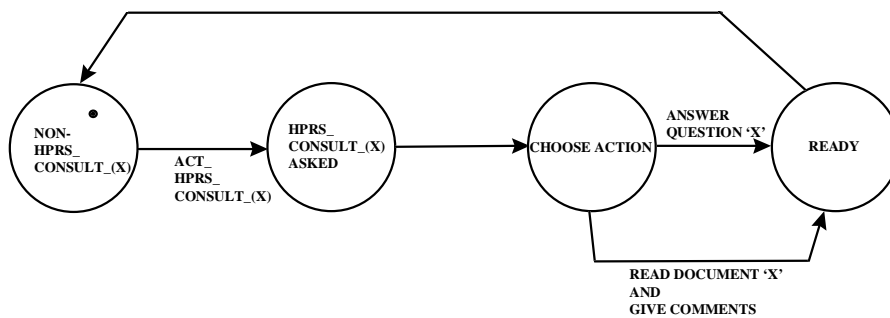 NON-
HPRS_
CONSULT_(X)
ACT_
HPRS_
CONSULT_(X)
HPRS_
CONSULT_(X)
ASKED
CHOOSE ACTION
ANSWER
QUESTION ‘X’
READY
READ DOCUMENT ‘X’
AND
GIVE COMMENTS